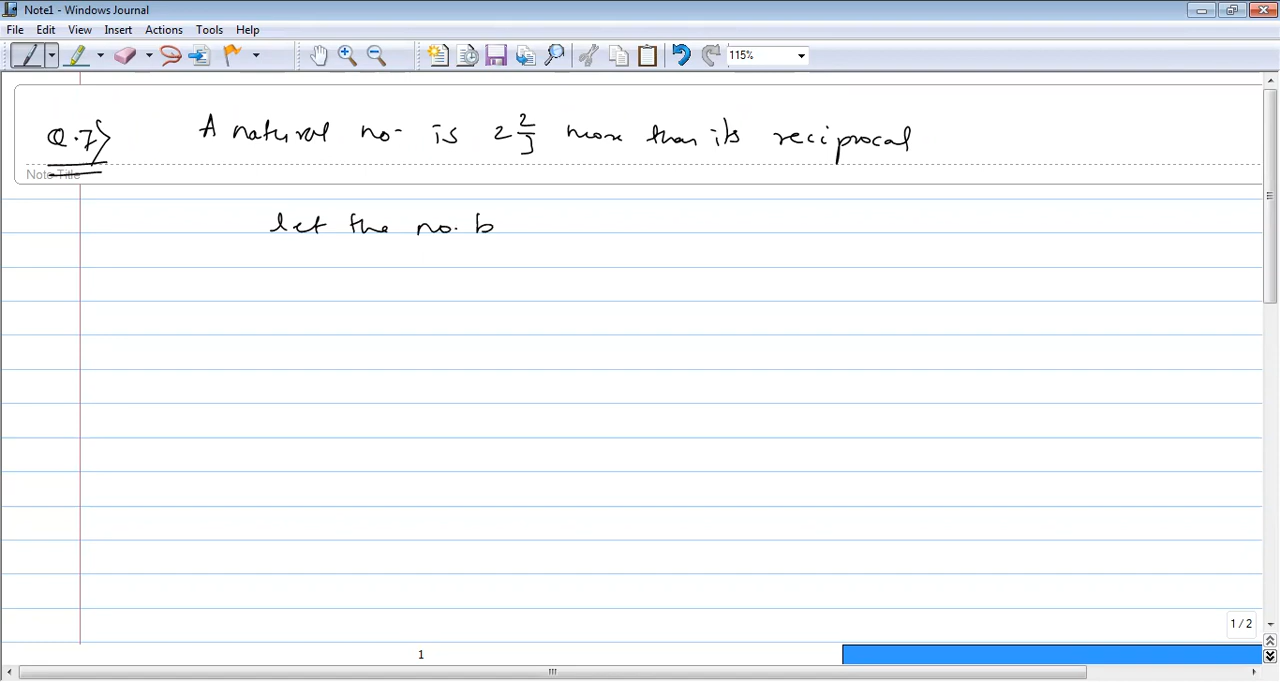 Note1 - Windows Journal
File Edit View Insert Actions Tools Help
115%
Q.7> A natural no. is 2 2/3 more than its reciprocal
Note Title
let the no. b
1 / 2
1